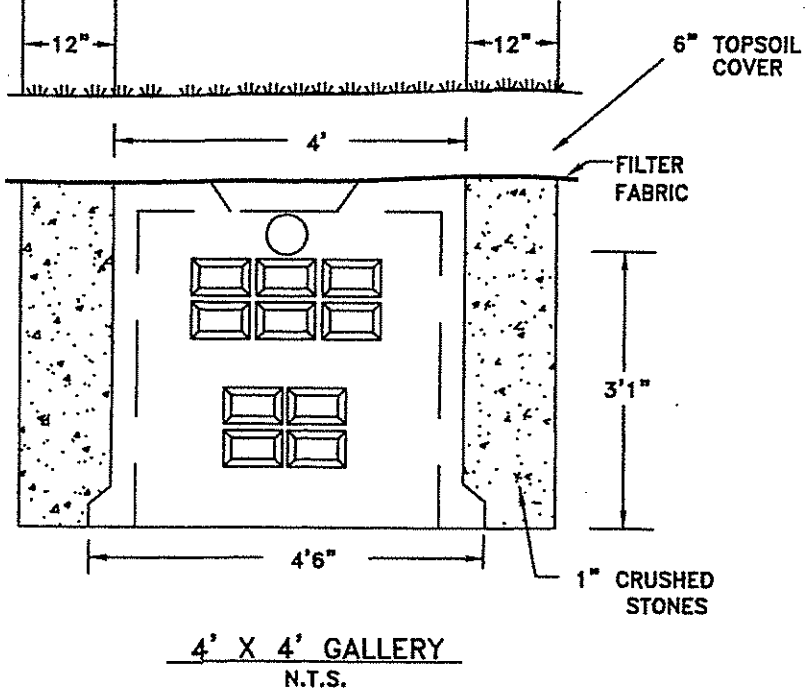 12"
12"
6" TOPSOIL
COVER
4'
FILTER
FABRIC
3'1"
4'6"
1" CRUSHED
STONES
4' X 4' GALLERY
N.T.S.